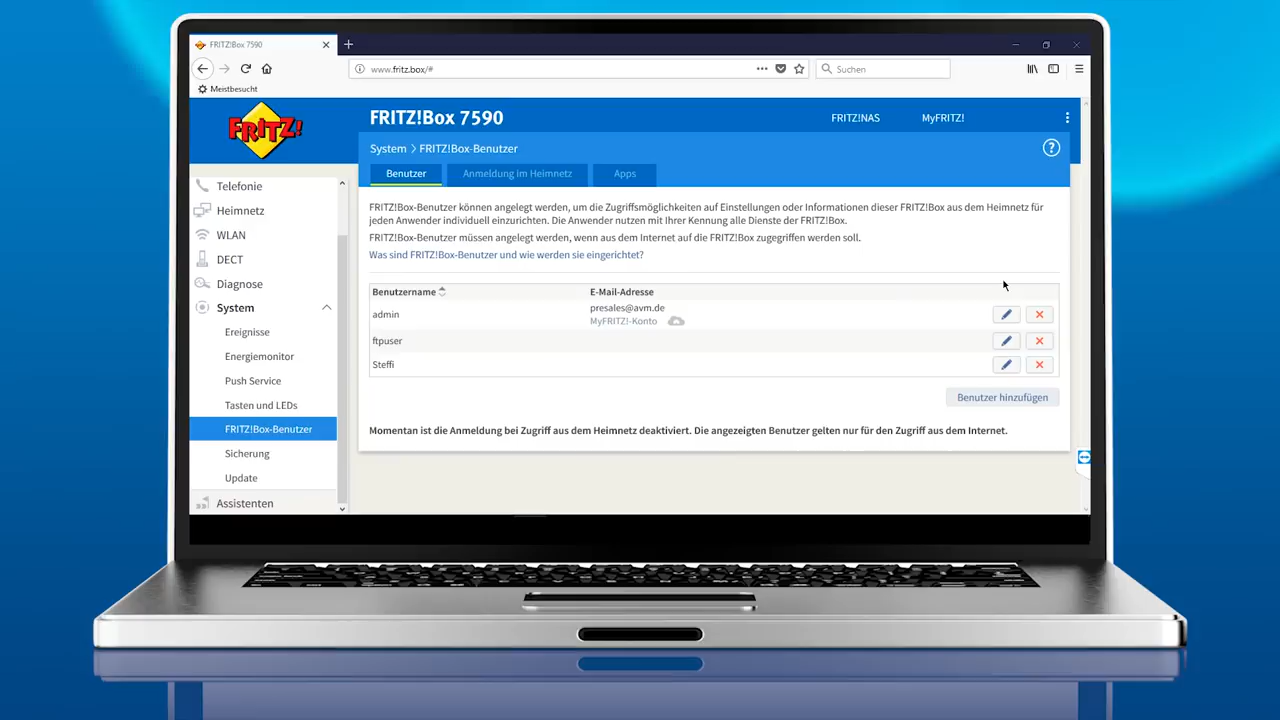 FRITZ!Box 7590
www.fritz.box/#
Suchen
Meistbesucht
FRITZ!
FRITZ!Box 7590
FRITZ!NAS
MyFRITZ!
System > FRITZ!Box-Benutzer
Benutzer
Anmeldung im Heimnetz
Apps
Telefonie
Heimnetz
WLAN
DECT
Diagnose
System
Ereignisse
Energiemonitor
Push Service
Tasten und LEDs
FRITZ!Box-Benutzer
Sicherung
Update
Assistenten
FRITZ!Box-Benutzer können angelegt werden, um die Zugriffsmöglichkeiten auf Einstellungen oder Informationen dieser FRITZ!Box aus dem Heimnetz für
jeden Anwender individuell einzurichten. Die Anwender nutzen mit Ihrer Kennung alle Dienste der FRITZ!Box.
FRITZ!Box-Benutzer müssen angelegt werden, wenn aus dem Internet auf die FRITZ!Box zugegriffen werden soll.
Was sind FRITZ!Box-Benutzer und wie werden sie eingerichtet?
Benutzername
E-Mail-Adresse
admin
presales@avm.de
MyFRITZ!-Konto
ftpuser
Steffi
Benutzer hinzufügen
Momentan ist die Anmeldung bei Zugriff aus dem Heimnetz deaktiviert. Die angezeigten Benutzer gelten nur für den Zugriff aus dem Internet.